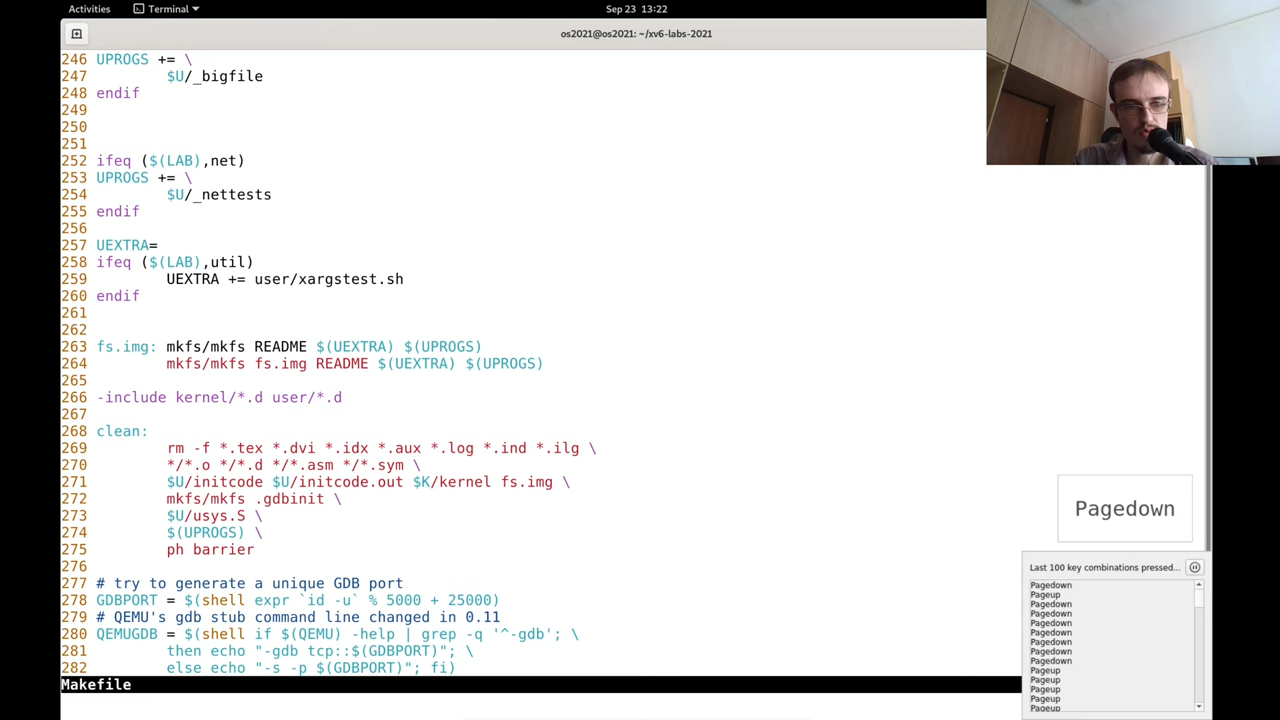 Activities
Terminal
Sep 23 13:22
os2021@os2021: ~/xv6-labs-2021
246 UPROGS += \
247 $U/_bigfile
248 endif
249
250
251
252 ifeq ($(LAB),net)
253 UPROGS += \
254 $U/_nettests
255 endif
256
257 UEXTRA=
258 ifeq ($(LAB),util)
259 UEXTRA += user/xargstest.sh
260 endif
261
262
263 fs.img: mkfs/mkfs README $(UEXTRA) $(UPROGS)
264 mkfs/mkfs fs.img README $(UEXTRA) $(UPROGS)
265
266 -include kernel/*.d user/*.d
267
268 clean:
269 rm -f *.tex *.dvi *.idx *.aux *.log *.ind *.ilg \
270 */*.o */*.d */*.asm */*.sym \
271 $U/initcode $U/initcode.out $K/kernel fs.img \
272 mkfs/mkfs .gdbinit \
273 $U/usys.S \
274 $(UPROGS) \
275 ph barrier
276
277 # try to generate a unique GDB port
278 GDBPORT = $(shell expr `id -u` % 5000 + 25000)
279 # QEMU's gdb stub command line changed in 0.11
280 QEMUGDB = $(shell if $(QEMU) -help | grep -q '^-gdb'; \
281 then echo "-gdb tcp::$(GDBPORT)"; \
282 else echo "-s -p $(GDBPORT)"; fi)
Makefile
Pagedown
Last 100 key combinations pressed...
Pagedown
Pageup
Pagedown
Pagedown
Pagedown
Pagedown
Pagedown
Pagedown
Pagedown
Pageup
Pageup
Pageup
Pageup
Pageup